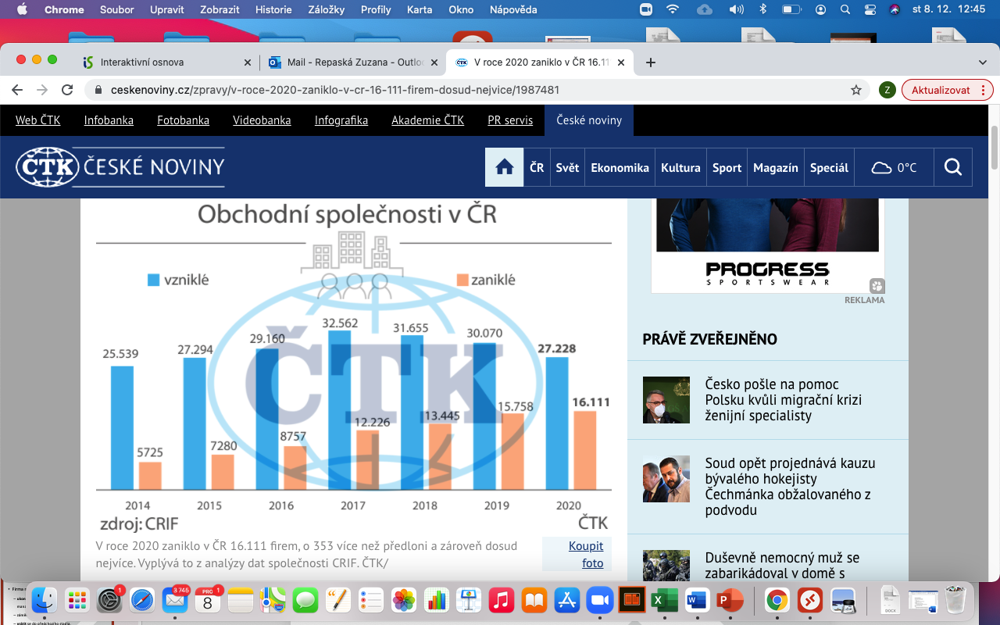 Chrome Soubor Upravit Zobrazit Historie Záložky Profily Karta Okno Nápověda st 8. 12. 12:45
Interaktivní osnova Mail - Repaská Zuzana - Outlo V roce 2020 zaniklo v ČR 16.11
ceskenoviny.cz/zpravy/v-roce-2020-zaniklo-v-cr-16-111-firem-dosud-nejvice/1987481 Z Aktualizovat
Web ČTK Infobanka Fotobanka Videobanka Infografika Akademie ČTK PR servis České noviny
ČTK ČESKÉ NOVINY ČR Svět Ekonomika Kultura Sport Magazín Speciál 0°C
Obchodní společnosti v ČR
vzniklé zaniklé
ČTK
25.539 27.294 29.160 32.562 31.655 30.070 27.228
5725 7280 8757 12.226 13.445 15.758 16.111
2014 2015 2016 2017 2018 2019 2020
zdroj: CRIF ČTK
V roce 2020 zaniklo v ČR 16.111 firem, o 353 více než předloni a zároveň dosud
nejvíce. Vyplývá to z analýzy dat společnosti CRIF. ČTK/
Koupit
foto
PROGRESS
SPORTSWEAR
REKLAMA
PRÁVĚ ZVEŘEJNĚNO
Česko pošle na pomoc
Polsku kvůli migrační krizi
ženijní specialisty
Soud opět projednává kauzu
bývalého hokejisty
Čechmánka obžalovaného z
podvodu
Duševně nemocný muž se
zabarikádoval v domě s
1 3 745 PRO 8 1
DOCX